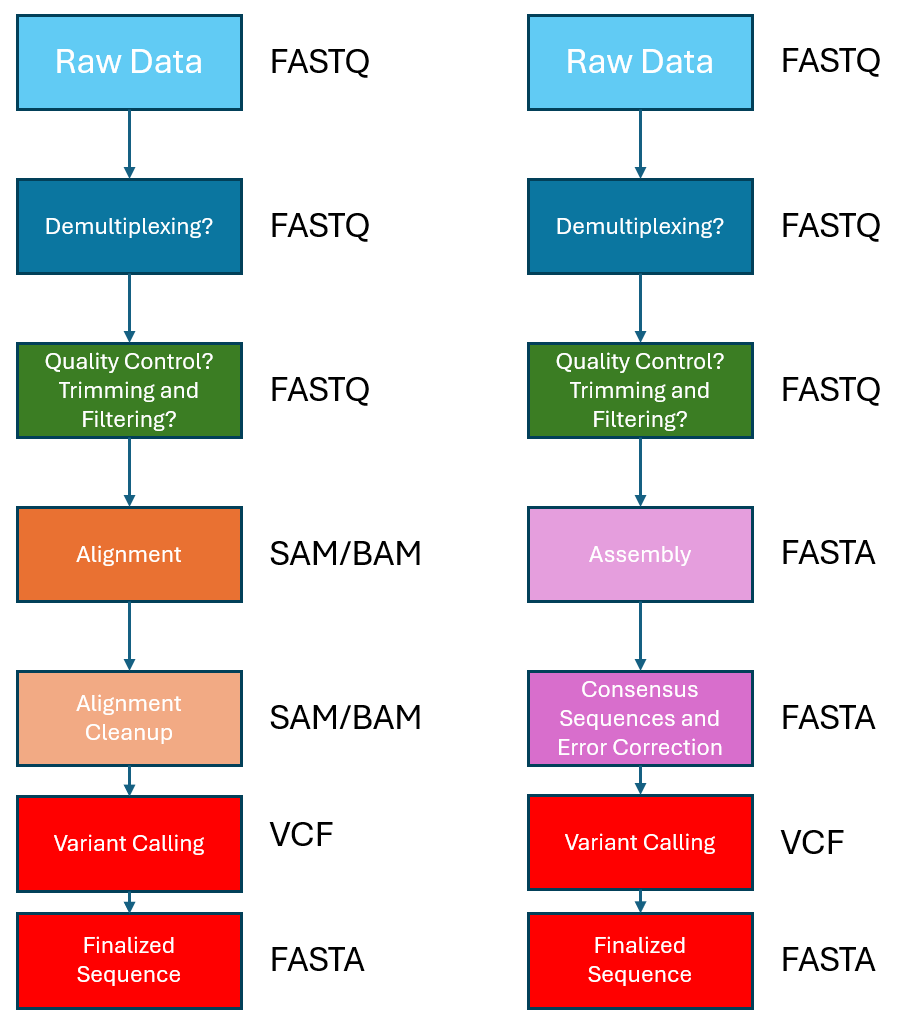 Raw Data
FASTQ
Demultiplexing?
FASTQ
Quality Control?
Trimming and
Filtering?
FASTQ
Alignment
SAM/BAM
Alignment
Cleanup
SAM/BAM
Variant Calling
VCF
Finalized
Sequence
FASTA
Raw Data
FASTQ
Demultiplexing?
FASTQ
Quality Control?
Trimming and
Filtering?
FASTQ
Assembly
FASTA
Consensus
Sequences and
Error Correction
FASTA
Variant Calling
VCF
Finalized
Sequence
FASTA